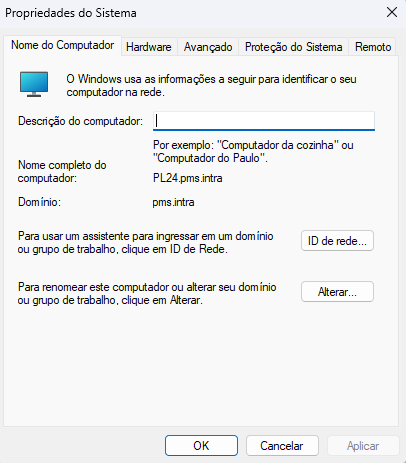 Propriedades do Sistema
Nome do Computador
Hardware
Avançado
Proteção do Sistema
Remoto
O Windows usa as informações a seguir para identificar o seu
computador na rede.
Descrição do computador:
Por exemplo: "Computador da cozinha" ou
"Computador do Paulo".
Nome completo do
computador:
PL24.pms.intra
Domínio:
pms.intra
Para usar um assistente para ingressar em um domínio
ou grupo de trabalho, clique em ID de Rede.
ID de rede...
Para renomear este computador ou alterar seu domínio
ou grupo de trabalho, clique em Alterar.
Alterar...
OK
Cancelar
Aplicar